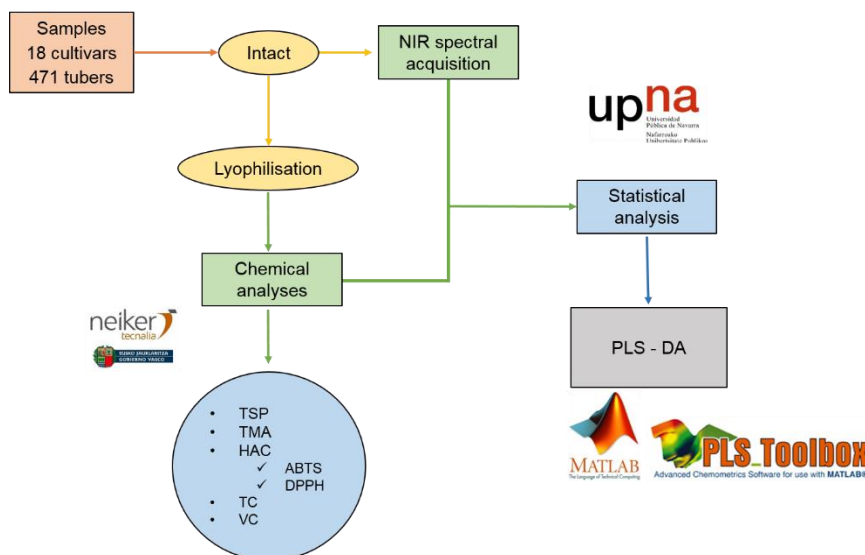 Samples
18 cultivars
471 tubers
Intact
NIR spectral
acquisition
upna
Universidad
Pública de Navarra
Nafarroako
Unibertsitate Publikoa
Lyophilisation
Statistical
analysis
Chemical
analyses
neiker
tecnalia
EUSKO JAURLARITZA
GOBIERNO VASCO
PLS - DA
• TSP
• TMA
• HAC
✓ ABTS
✓ DPPH
• TC
• VC
MATLAB
The Language of Technical Computing
PLS_Toolbox
Advanced Chemometrics Software for use with MATLAB®